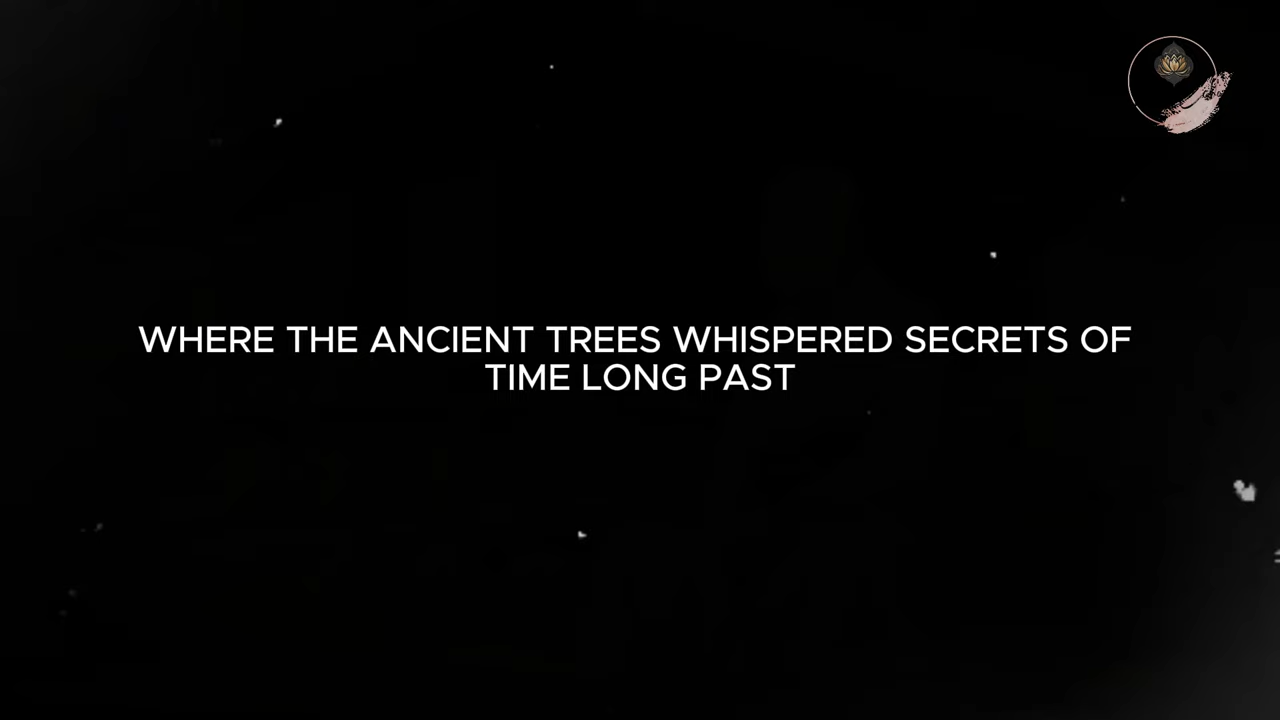 WHERE THE ANCIENT TREES WHISPERED SECRETS OF
TIME LONG PAST